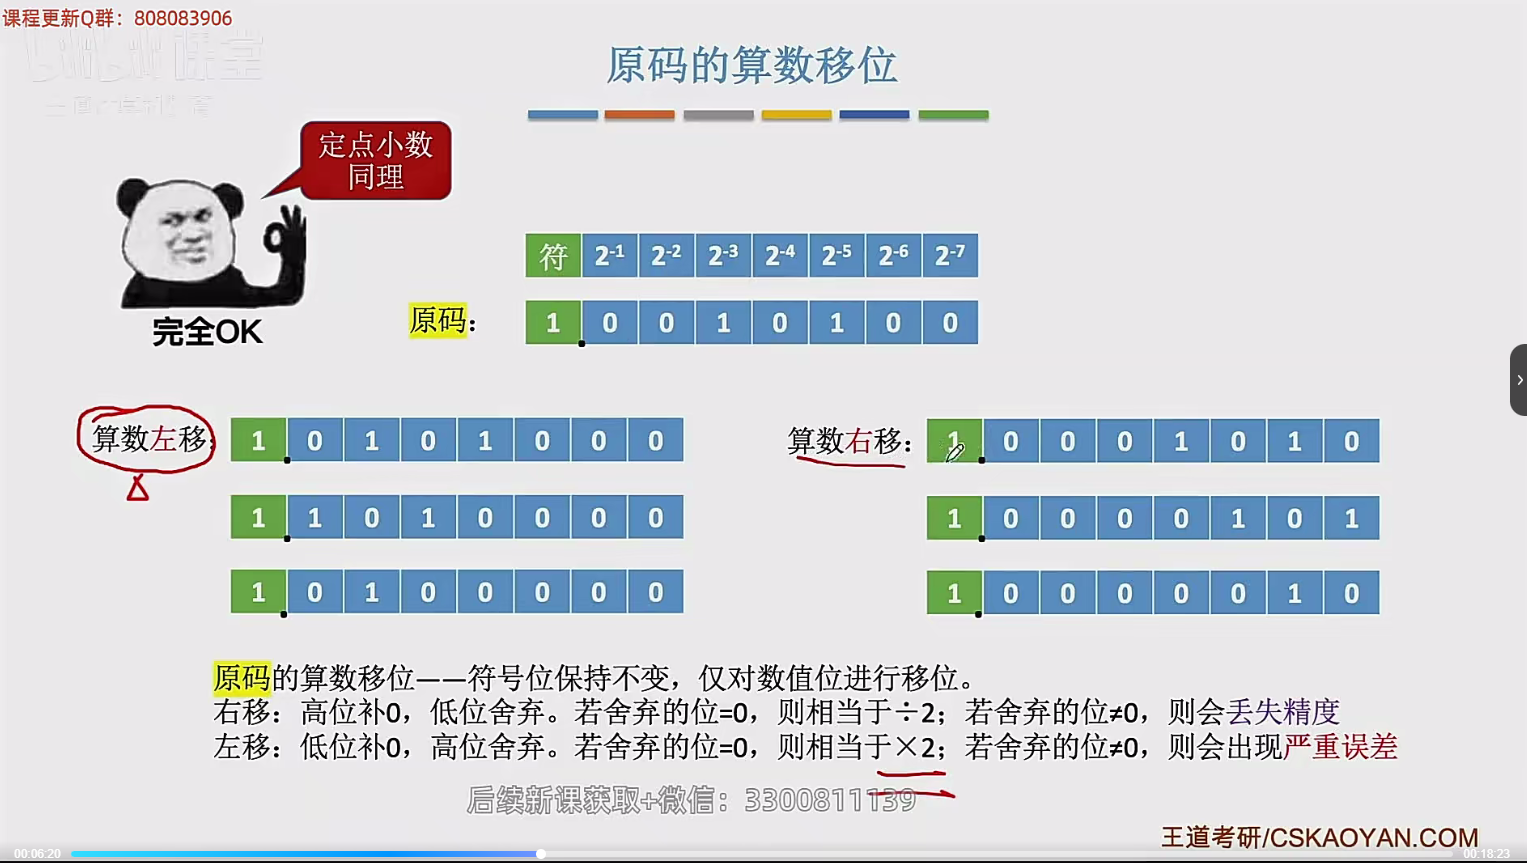 课程更新Q群：808083906
课堂
原码的算数移位
定点小数
同理
完全OK
符 2-1 2-2 2-3 2-4 2-5 2-6 2-7
原码： 1 0 0 1 0 1 0 0
算数左移： 1 0 1 0 1 0 0 0
算数右移： 1 0 0 0 1 0 1 0
1 1 0 1 0 0 0 0
1 0 0 0 0 1 0 1
1 0 1 0 0 0 0 0
1 0 0 0 0 0 1 0
原码的算数移位——符号位保持不变，仅对数值位进行移位。
右移：高位补0，低位舍弃。若舍弃的位=0，则相当于÷2；若舍弃的位≠0，则会丢失精度
左移：低位补0，高位舍弃。若舍弃的位=0，则相当于×2；若舍弃的位≠0，则会出现严重误差
后续新课获取+微信：3300811139
王道考研/CSKAOYAN.COM
00:06:20
00:18:23